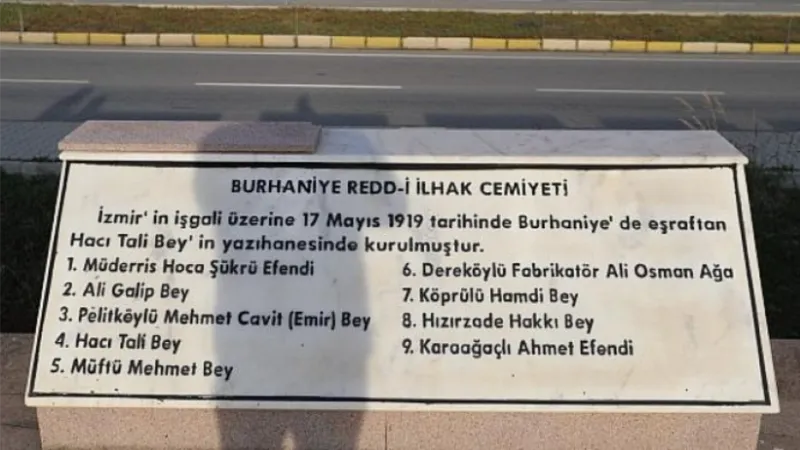 BURHANİYE REDD-İ İLHAK CEMİYETİ
İzmir' in işgali üzerine 17 Mayıs 1919 tarihinde Burhaniye' de eşraftan
Hacı Tali Bey' in yazıhanesinde kurulmuştur.
1. Müderris Hoca Şükrü Efendi
2. Ali Galip Bey
3. Pelitköylü Mehmet Cavit (Emir) Bey
4. Hacı Tali Bey
5. Müftü Mehmet Bey
6. Dereköylü Fabrikatör Ali Osman Ağa
7. Köprülü Hamdi Bey
8. Hızırzade Hakkı Bey
9. Karaağaçlı Ahmet Efendi